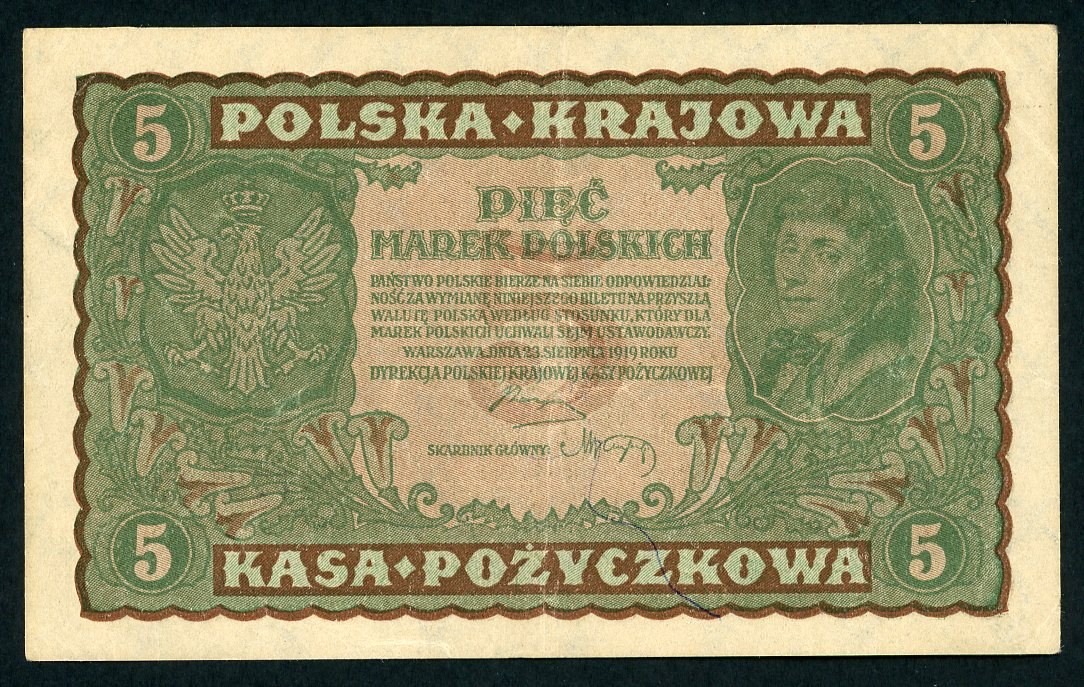 5 POLSKA KRAJOWA 5
PIĘĆ
MAREK POLSKICH
PAŃSTWO POLSKIE BIERZE NA SIEBIE ODPOWIEDZIAL-
NOŚĆ ZA WYMIANĘ NINIEJSZEGO BILETU NA PRZYSZŁĄ
WALUTĘ POLSKĄ WEDŁUG STOSUNKU, KTÓRY DLA
MAREK POLSKICH UCHWALI SEJM USTAWODAWCZY.
WARSZAWA, DNIA 23. SIERPNIA 1919 ROKU
DYREKCJA POLSKIEJ KRAJOWEJ KASY POŻYCZKOWEJ
SKARBNIK GŁÓWNY:
5 KASA POŻYCZKOWA 5